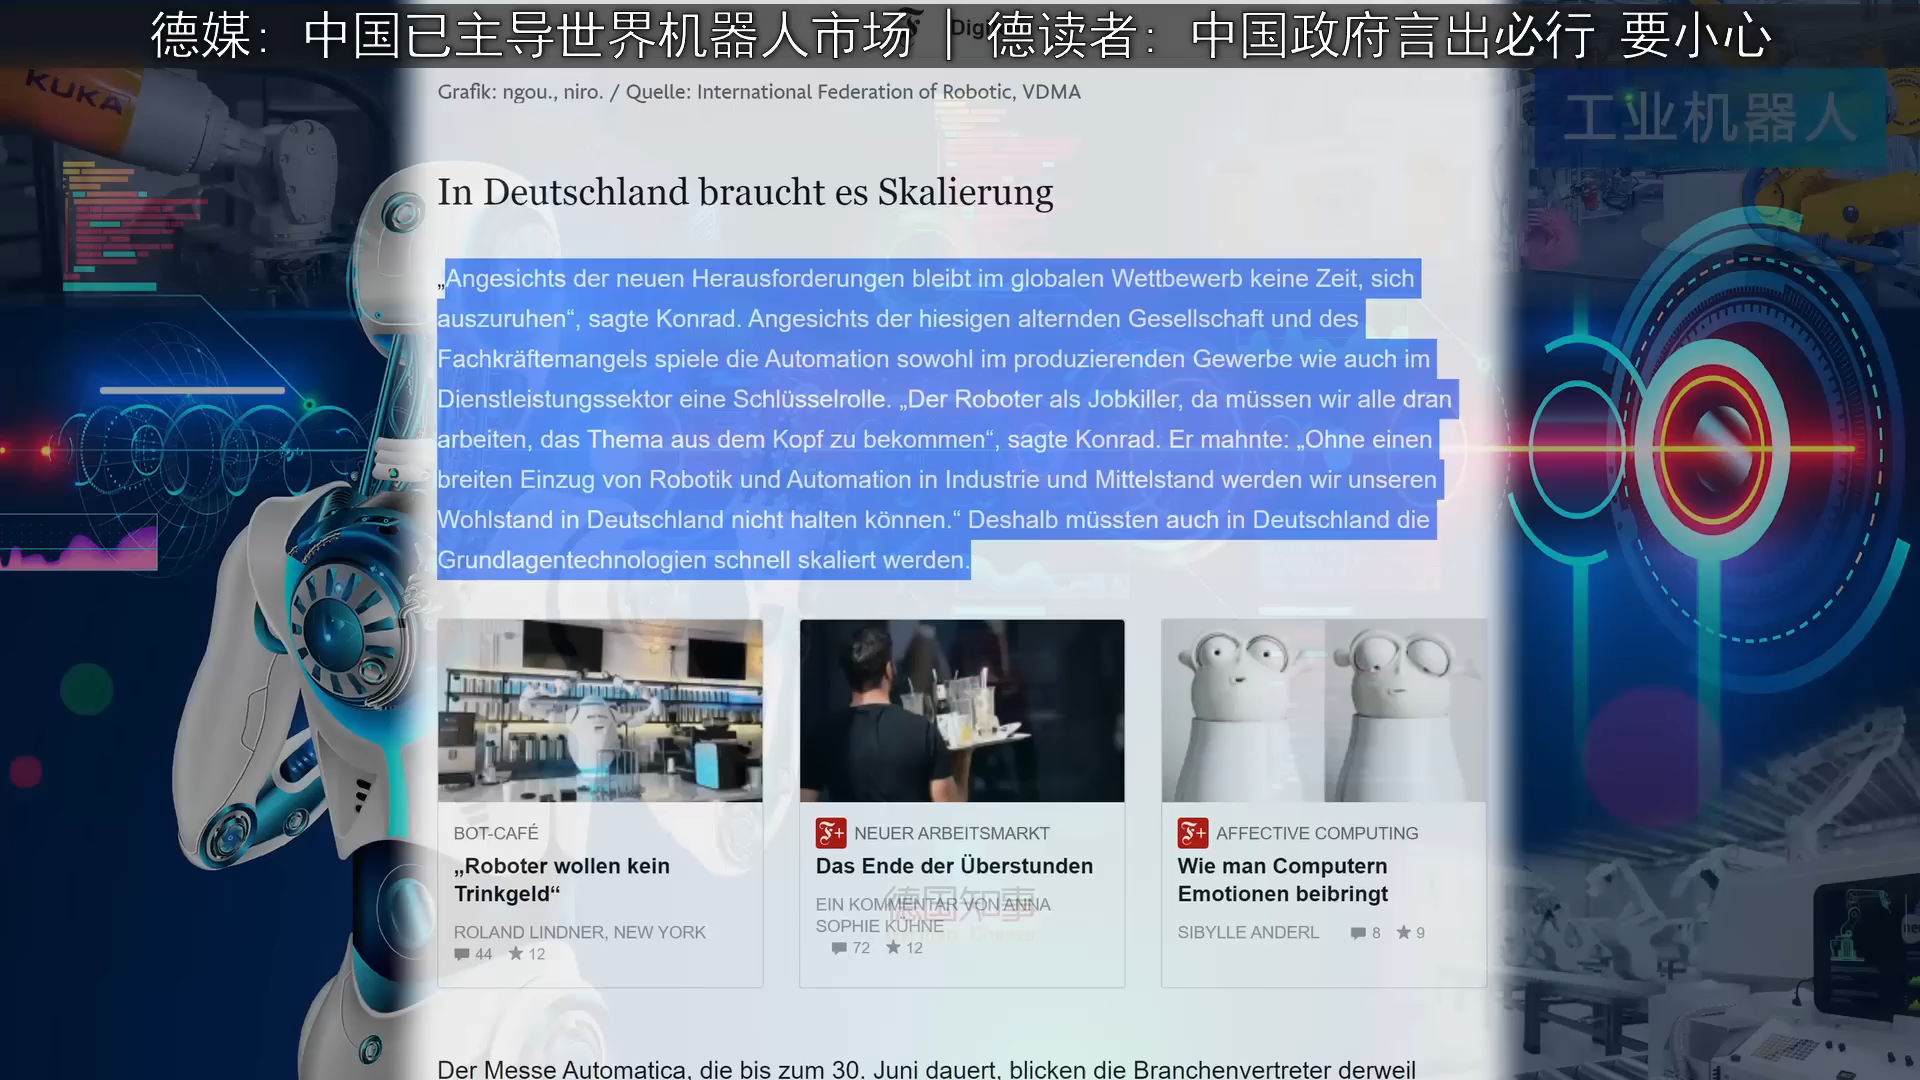 德媒：中国已主导世界机器人市场 | 德读者：中国政府言出必行 要小心
KUKA
工业机器人
Grafik: ngou., niro. / Quelle: International Federation of Robotic, VDMA
In Deutschland braucht es Skalierung
„Angesichts der neuen Herausforderungen bleibt im globalen Wettbewerb keine Zeit, sich
auszuruhen“, sagte Konrad. Angesichts der hiesigen alternden Gesellschaft und des
Fachkräftemangels spiele die Automation sowohl im produzierenden Gewerbe wie auch im
Dienstleistungssektor eine Schlüsselrolle. „Der Roboter als Jobkiller, da müssen wir alle dran
arbeiten, das Thema aus dem Kopf zu bekommen“, sagte Konrad. Er mahnte: „Ohne einen
breiten Einzug von Robotik und Automation in Industrie und Mittelstand werden wir unseren
Wohlstand in Deutschland nicht halten können.“ Deshalb müssten auch in Deutschland die
Grundlagentechnologien schnell skaliert werden.
BOT-CAFÉ
„Roboter wollen kein
Trinkgeld“
ROLAND LINDNER, NEW YORK
44 12
F+ NEUER ARBEITSMARKT
Das Ende der Überstunden
EIN KOMMENTAR VON ANNA
SOPHIE KÜHNE
72 12
F+ AFFECTIVE COMPUTING
Wie man Computern
Emotionen beibringt
SIBYLLE ANDERL 8 9
德国知事
Der Messe Automatica, die bis zum 30. Juni dauert, blicken die Branchenvertreter derweil